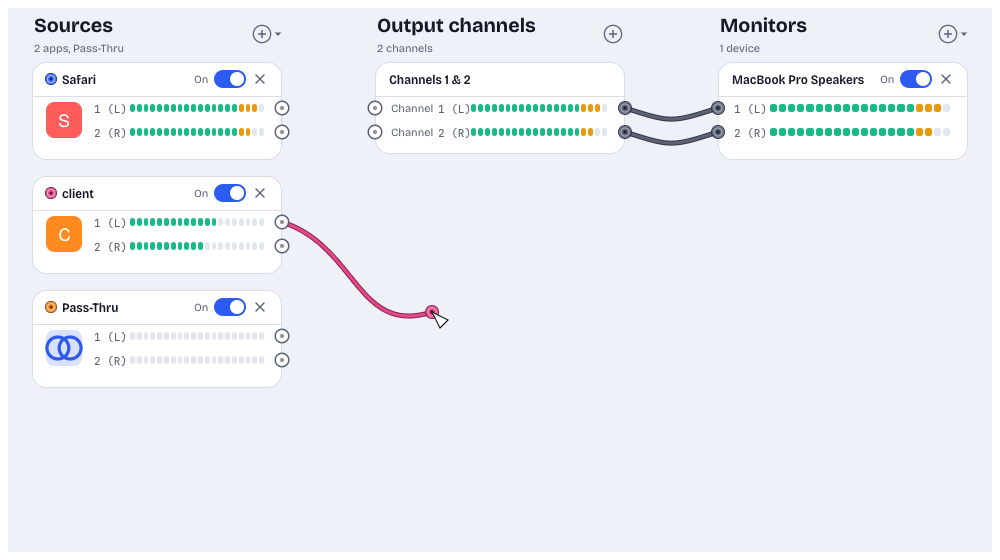 Sources
2 apps, Pass-Thru
Safari On
S
1 (L)
2 (R)
client On
C
1 (L)
2 (R)
Pass-Thru On
1 (L)
2 (R)
Output channels
2 channels
Channels 1 & 2
Channel 1 (L)
Channel 2 (R)
Monitors
1 device
MacBook Pro Speakers On
1 (L)
2 (R)